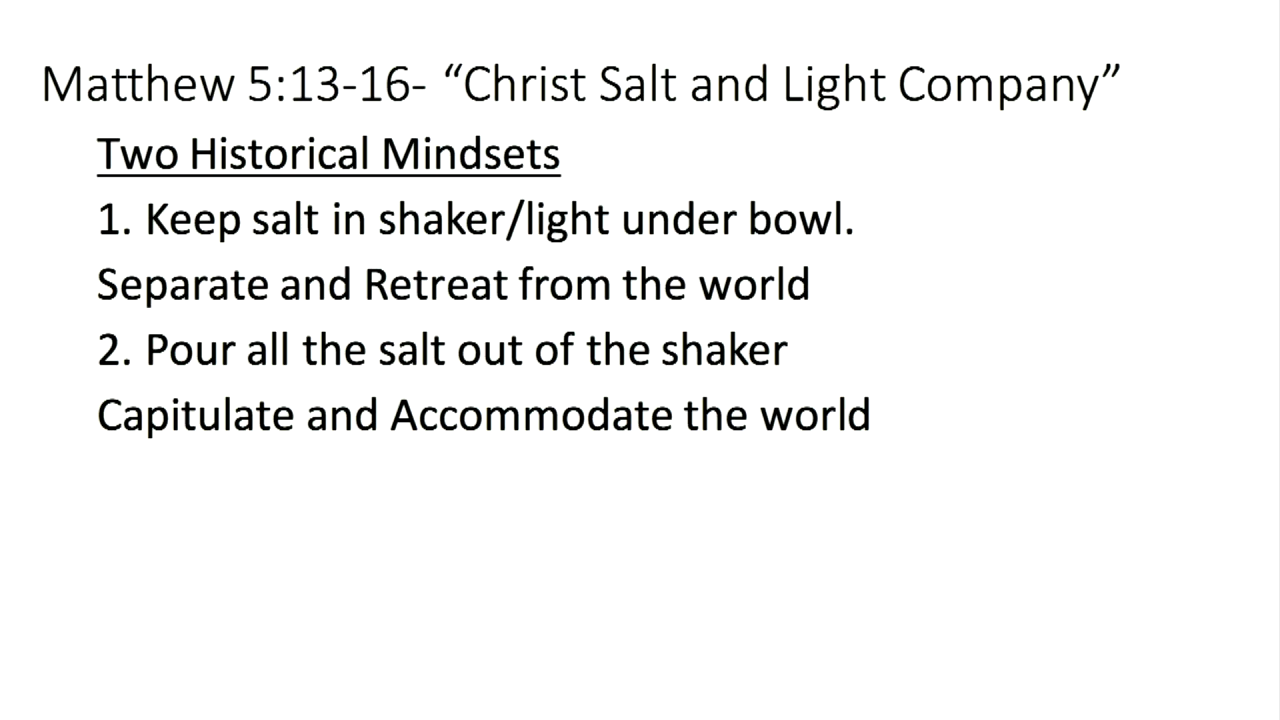 Matthew 5:13-16- “Christ Salt and Light Company”
Two Historical Mindsets
1. Keep salt in shaker/light under bowl.
Separate and Retreat from the world
2. Pour all the salt out of the shaker
Capitulate and Accommodate the world